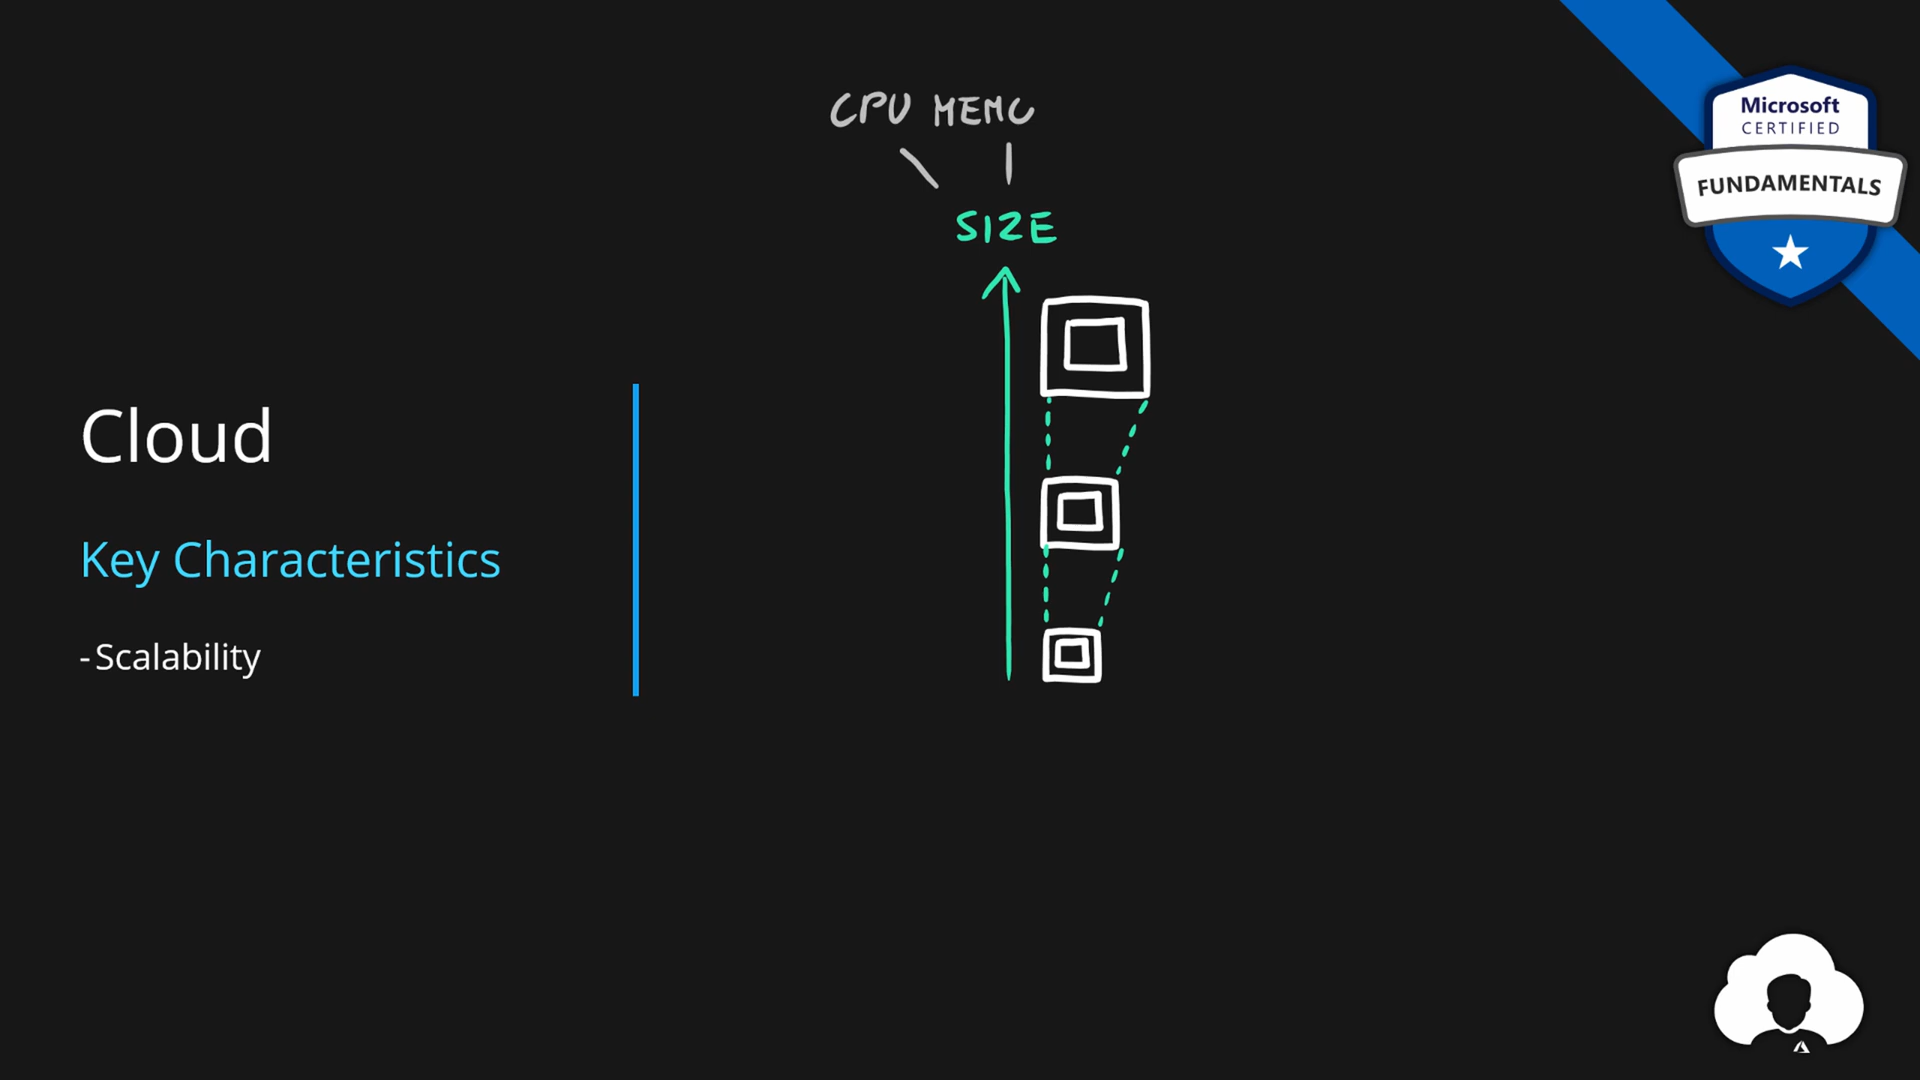 CPU MEMO
SIZE
Cloud
Key Characteristics
- Scalability
Microsoft
CERTIFIED
FUNDAMENTALS